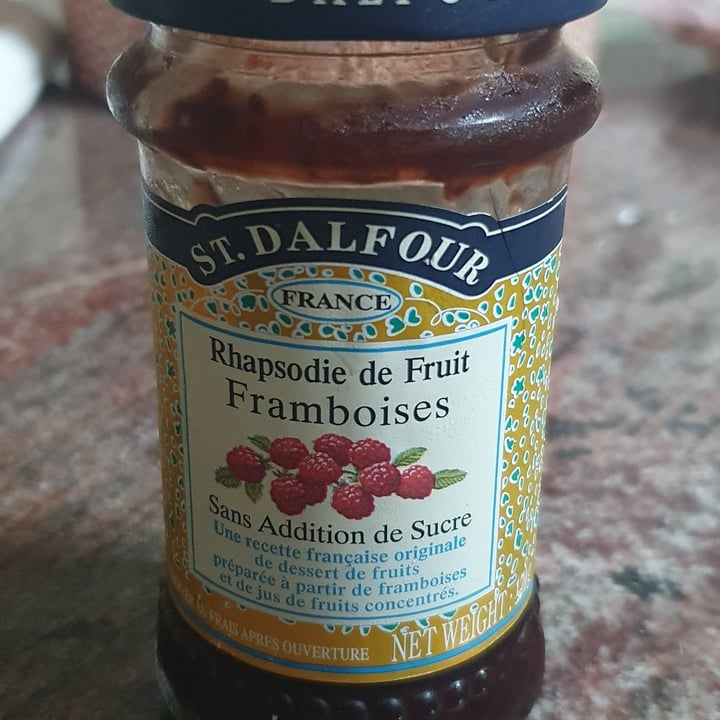 ST. DALFOUR
FRANCE
Rhapsodie de Fruit
Framboises
Sans Addition de Sucre
Une recette française originale
de dessert de fruits
préparée à partir de framboises
et de jus de fruits concentrés.
AU FRAIS APRES OUVERTURE
NET WEIGHT: